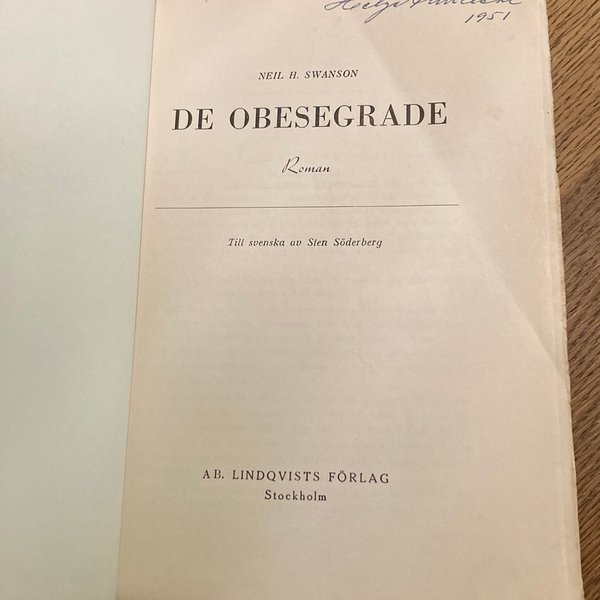 1951
NEIL H. SWANSON
DE OBESEGRADE
Roman
Till svenska av Sten Söderberg
AB. LINDQVISTS FÖRLAG
Stockholm